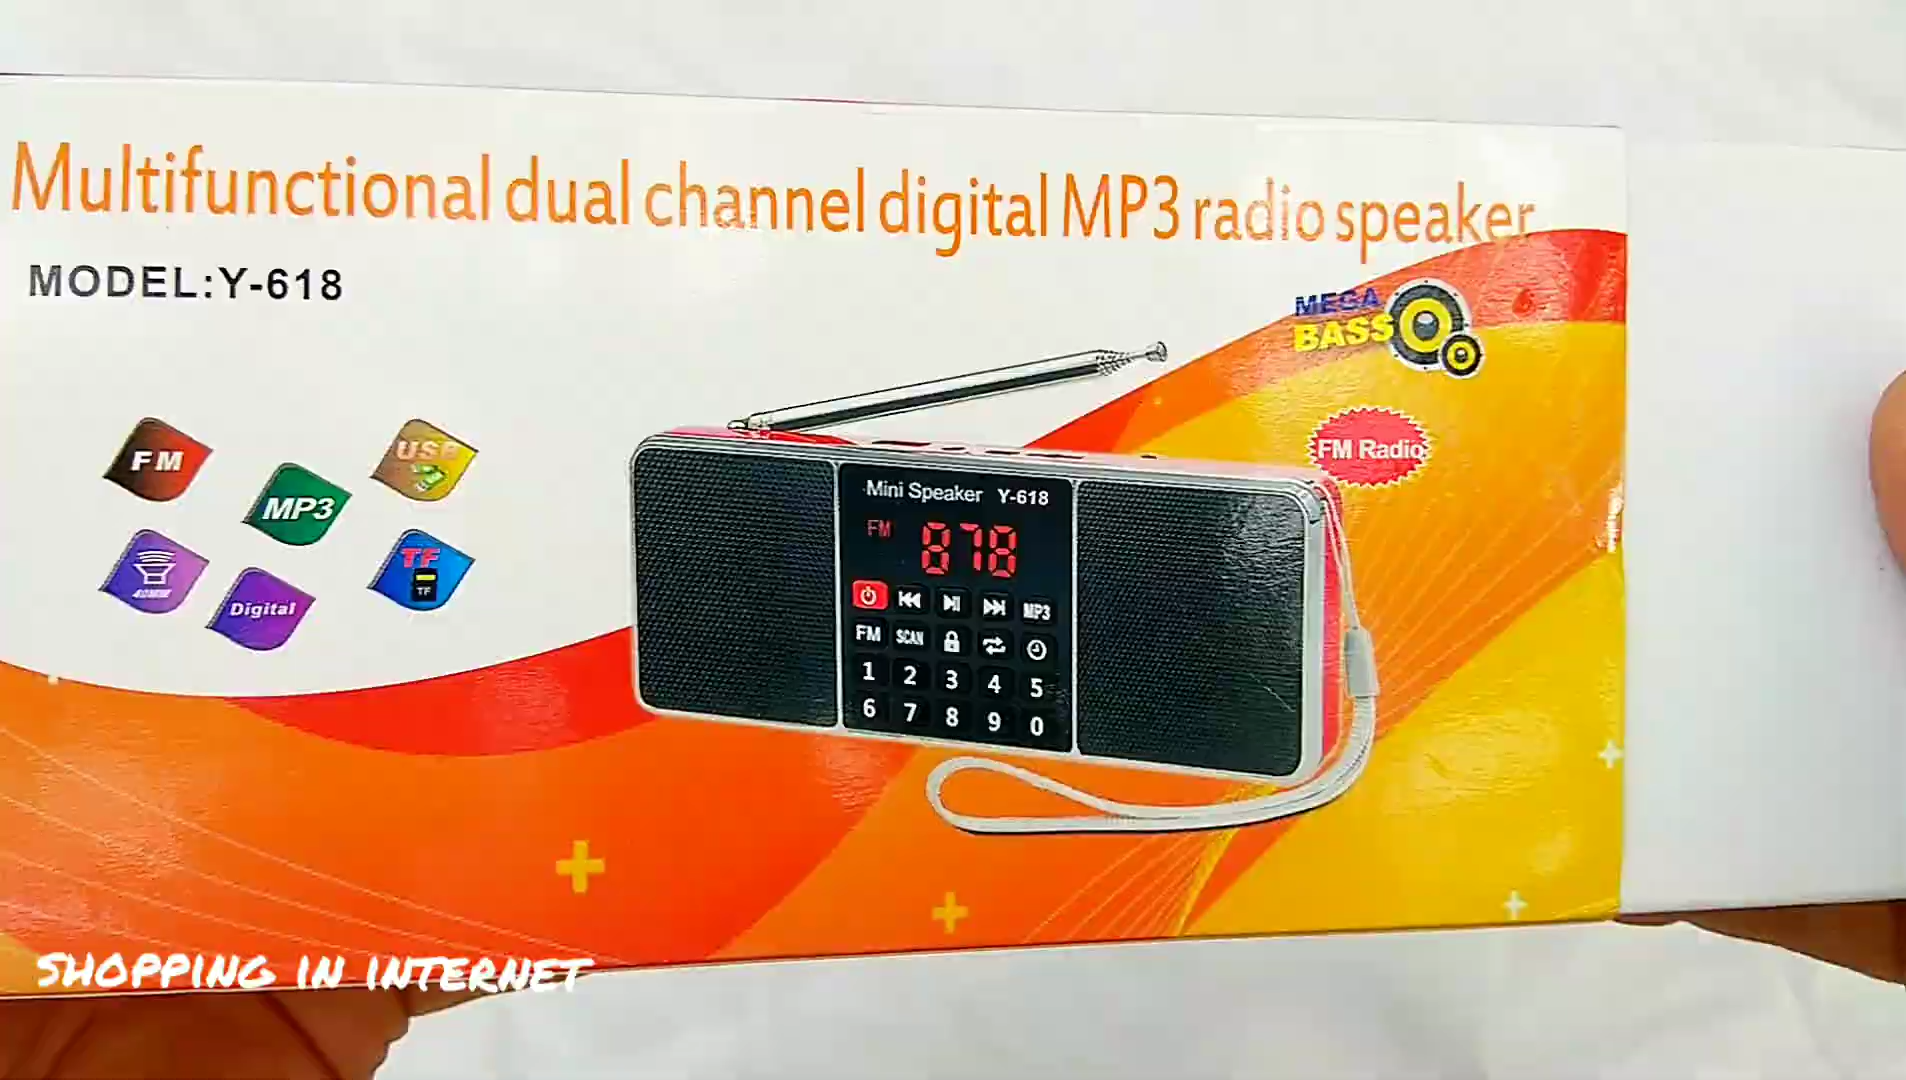 Multifunctional dual channel digital MP3 radio speaker
MODEL:Y-618
MEGA
BASS
FM Radio
FM
USB
MP3
TF
TF
40MM
Digital
Mini Speaker Y-618
FM
878
MP3
FM SCAN
1 2 3 4 5
6 7 8 9 0
SHOPPING IN INTERNET